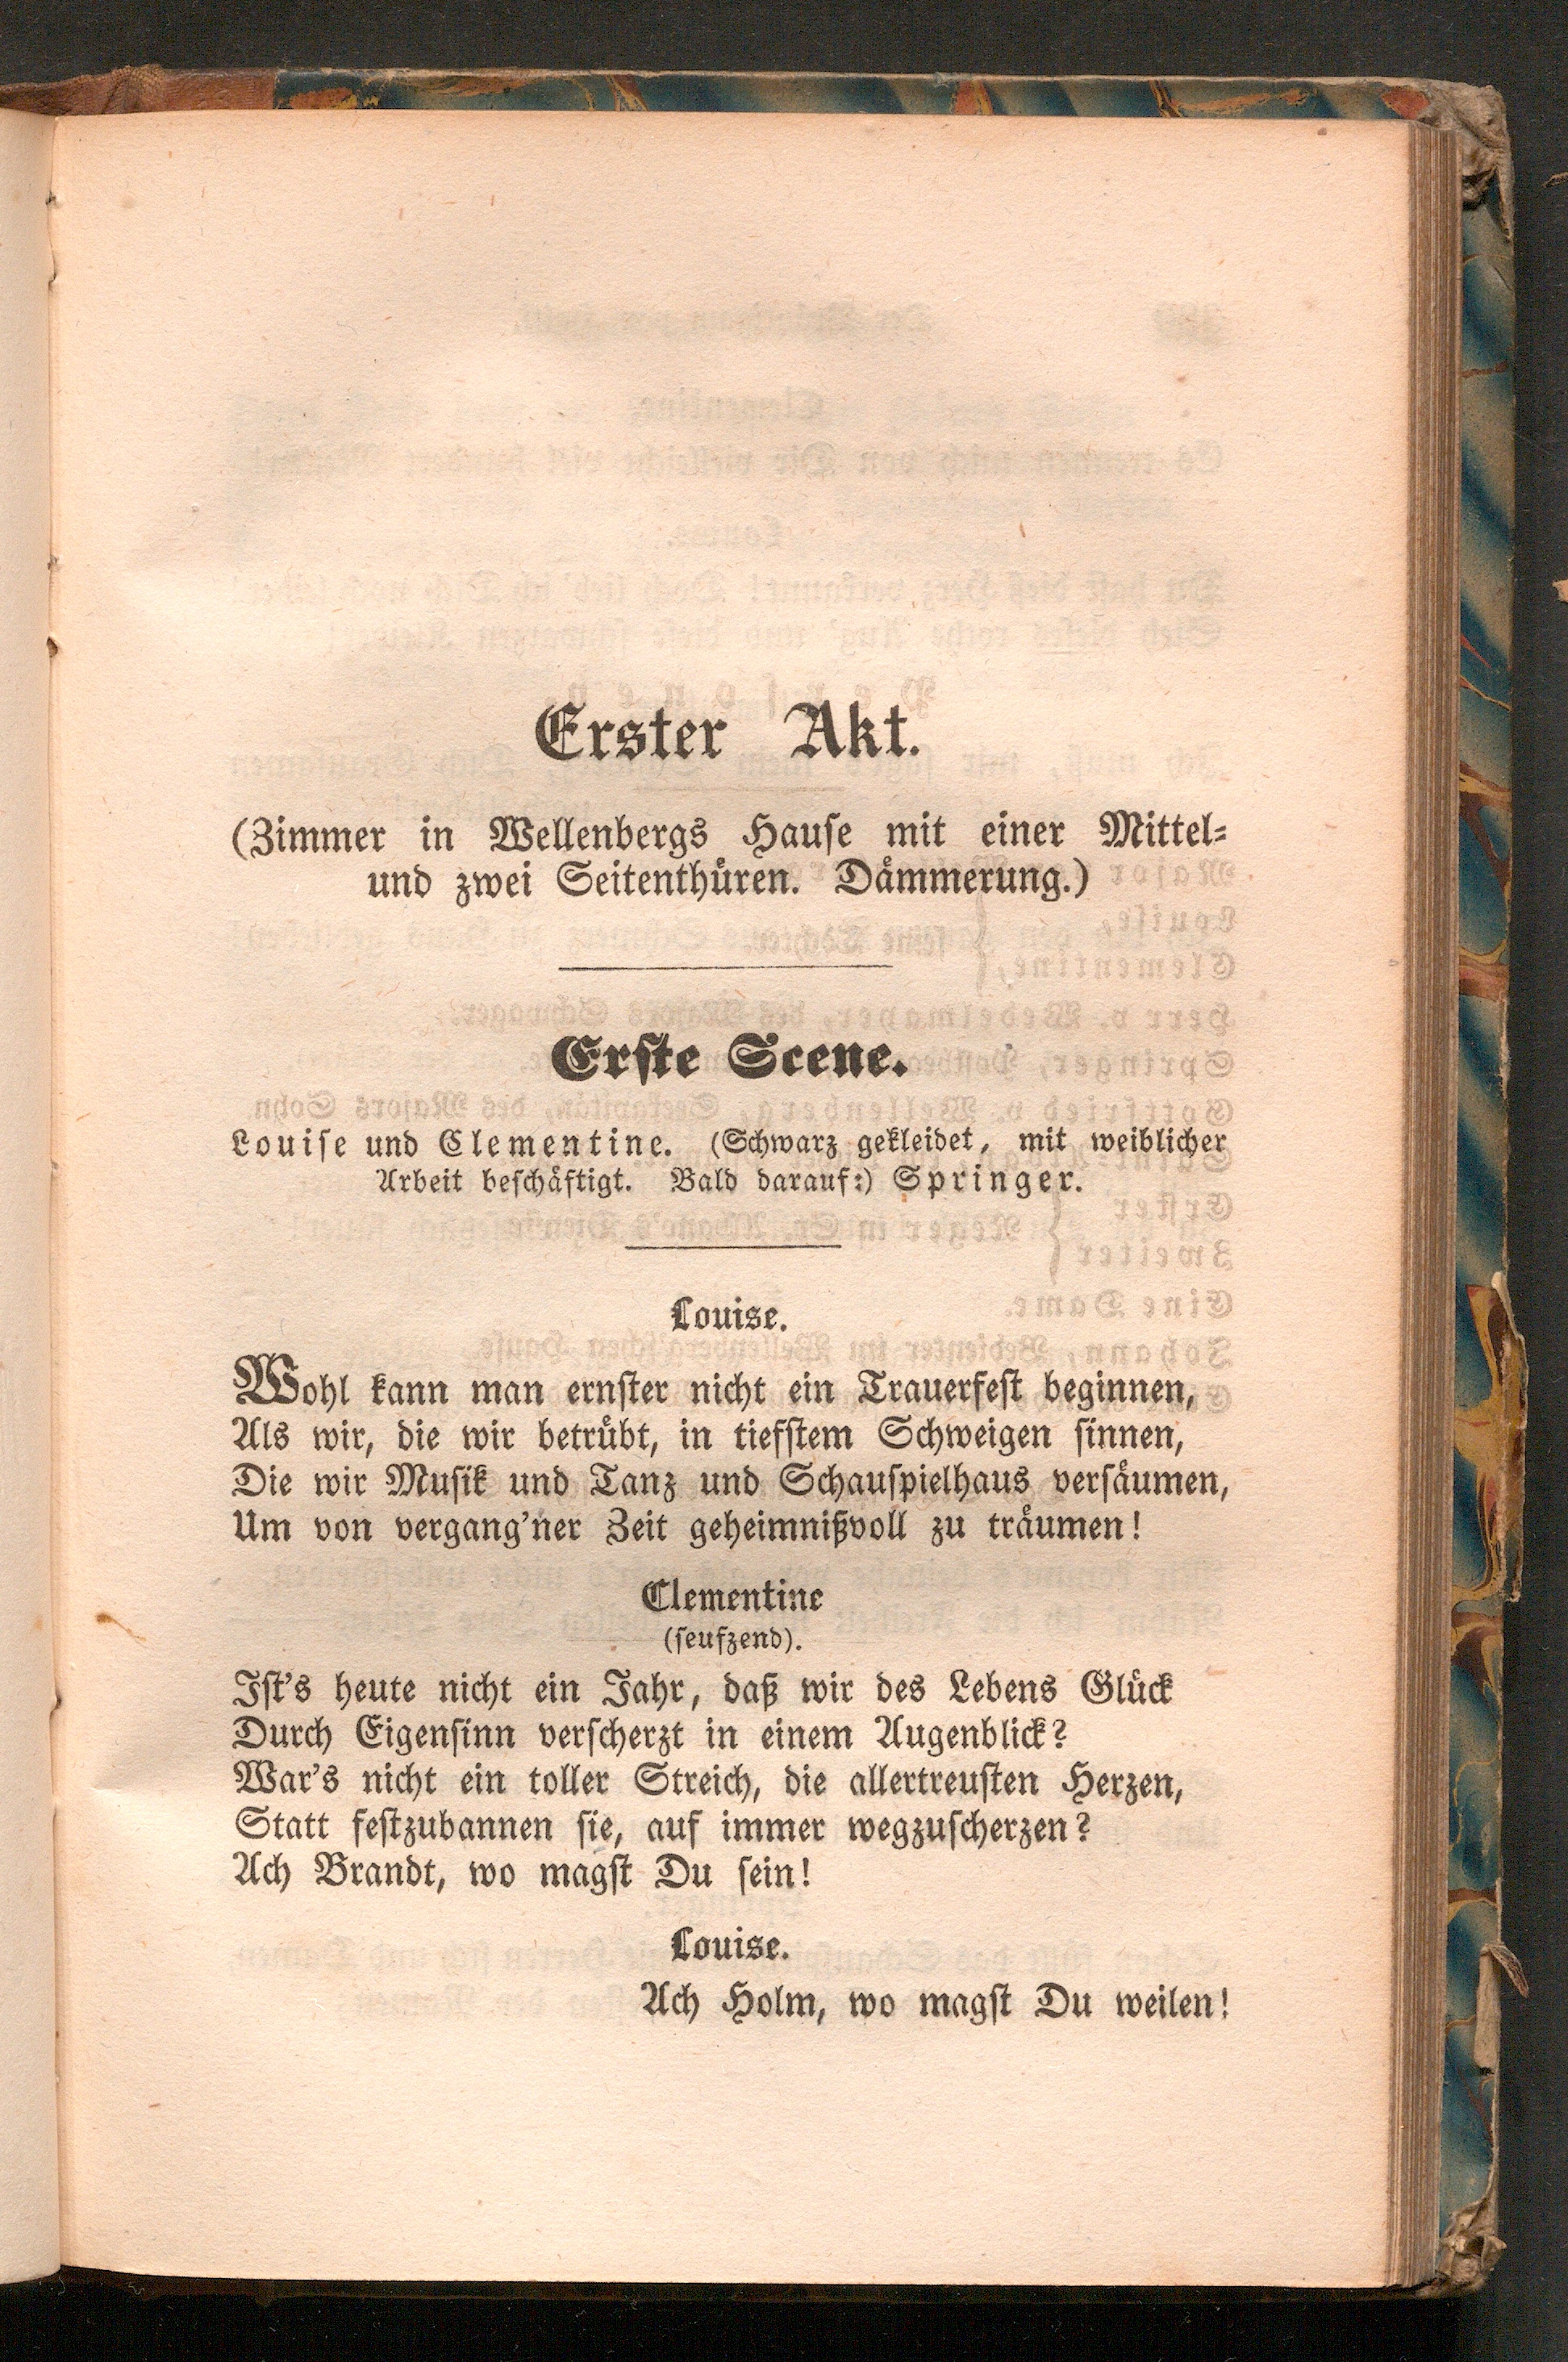 Erster Akt.
(Zimmer in Wellenbergs Hauſe mit einer Mittel-
und zwei Seitenthüren. Dämmerung.)
Erſte Scene.
Louiſe und Clementine. (Schwarz gekleidet, mit weiblicher
Arbeit beſchäftigt. Bald darauf:) Springer.
Louise.
Wohl kann man ernſter nicht ein Trauerfeſt beginnen,
Als wir, die wir betrübt, in tiefſtem Schweigen ſinnen,
Die wir Muſik und Tanz und Schauſpielhaus verſäumen,
Um von vergang'ner Zeit geheimnißvoll zu träumen!
Clementine
(ſeufzend).
Iſt's heute nicht ein Jahr, daß wir des Lebens Glück
Durch Eigenſinn verſcherzt in einem Augenblick?
War's nicht ein toller Streich, die allertreuſten Herzen,
Statt feſtzubannen ſie, auf immer wegzuſcherzen?
Ach Brandt, wo magſt Du ſein!
Louise.
Ach Holm, wo magſt Du weilen!